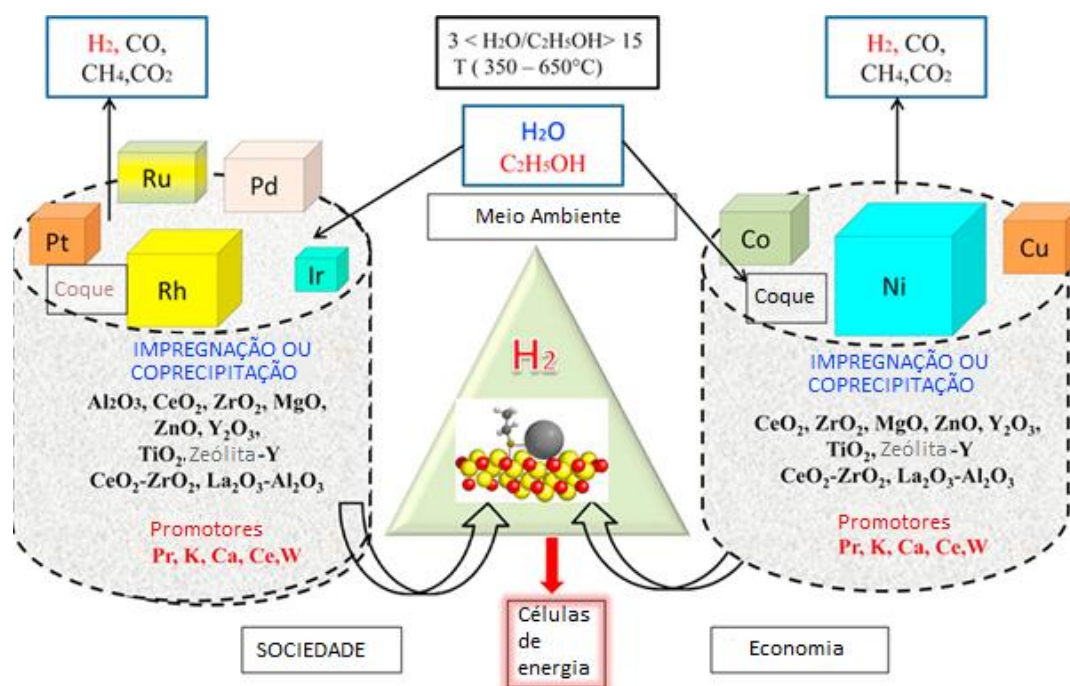 H2, CO,
CH4,CO2
3 < H2O/C2H5OH> 15
T ( 350 – 650°C)
H2, CO,
CH4,CO2
H2O
C2H5OH
Meio Ambiente
Ru
Pd
Pt
Coque
Rh
Ir
Co
Coque
Ni
Cu
IMPREGNAÇÃO OU
COPRECIPITAÇÃO
Al2O3, CeO2, ZrO2, MgO,
ZnO, Y2O3,
TiO2, Zeólita-Y
CeO2-ZrO2, La2O3-Al2O3
Promotores
Pr, K, Ca, Ce,W
H2
IMPREGNAÇÃO OU
COPRECIPITAÇÃO
CeO2, ZrO2, MgO, ZnO, Y2O3,
TiO2, Zeólita-Y
CeO2-ZrO2, La2O3-Al2O3
Promotores
Pr, K, Ca, Ce,W
SOCIEDADE
Células
de
energia
Economia